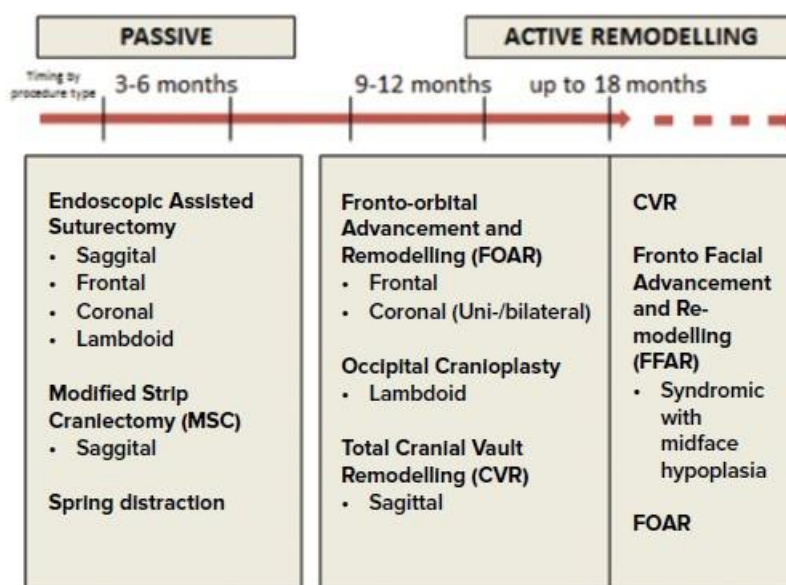 PASSIVE
ACTIVE REMODELLING
Timing by
procedure type
3-6 months
9-12 months
up to 18 months
Endoscopic Assisted
Suturectomy
• Saggital
• Frontal
• Coronal
• Lambdoid
Modified Strip
Craniectomy (MSC)
• Saggital
Spring distraction
Fronto-orbital
Advancement and
Remodelling (FOAR)
• Frontal
• Coronal (Uni-/bilateral)
Occipital Cranioplasty
• Lambdoid
Total Cranial Vault
Remodelling (CVR)
• Sagittal
CVR
Fronto Facial
Advancement
and Re-
modelling
(FFAR)
• Syndromic
with
midface
hypoplasia
FOAR